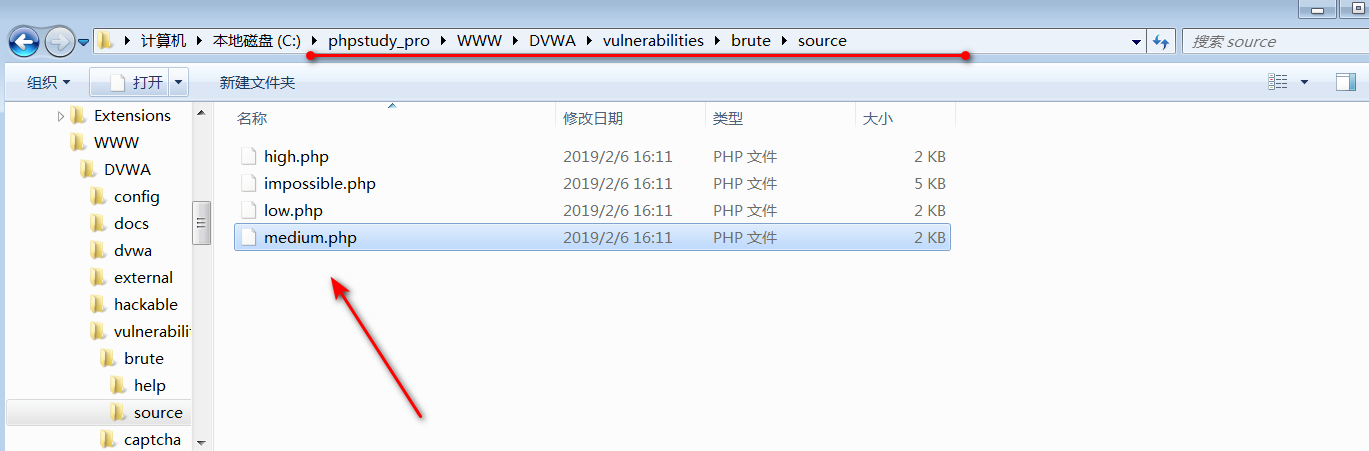 计算机 本地磁盘 (C:) phpstudy_pro WWW DVWA vulnerabilities brute source 搜索 source
组织 打开 新建文件夹
Extensions
WWW
DVWA
config
docs
dvwa
external
hackable
vulnerabili
brute
help
source
captcha
名称 修改日期 类型 大小
high.php 2019/2/6 16:11 PHP 文件 2 KB
impossible.php 2019/2/6 16:11 PHP 文件 5 KB
low.php 2019/2/6 16:11 PHP 文件 2 KB
medium.php 2019/2/6 16:11 PHP 文件 2 KB